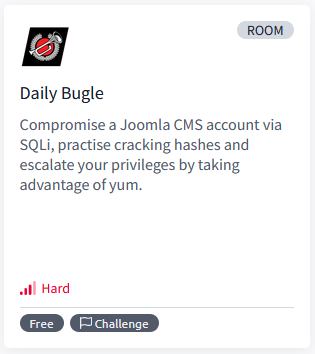 ROOM
Daily Bugle
Compromise a Joomla CMS account via
SQLi, practise cracking hashes and
escalate your privileges by taking
advantage of yum.
Hard
Free
Challenge